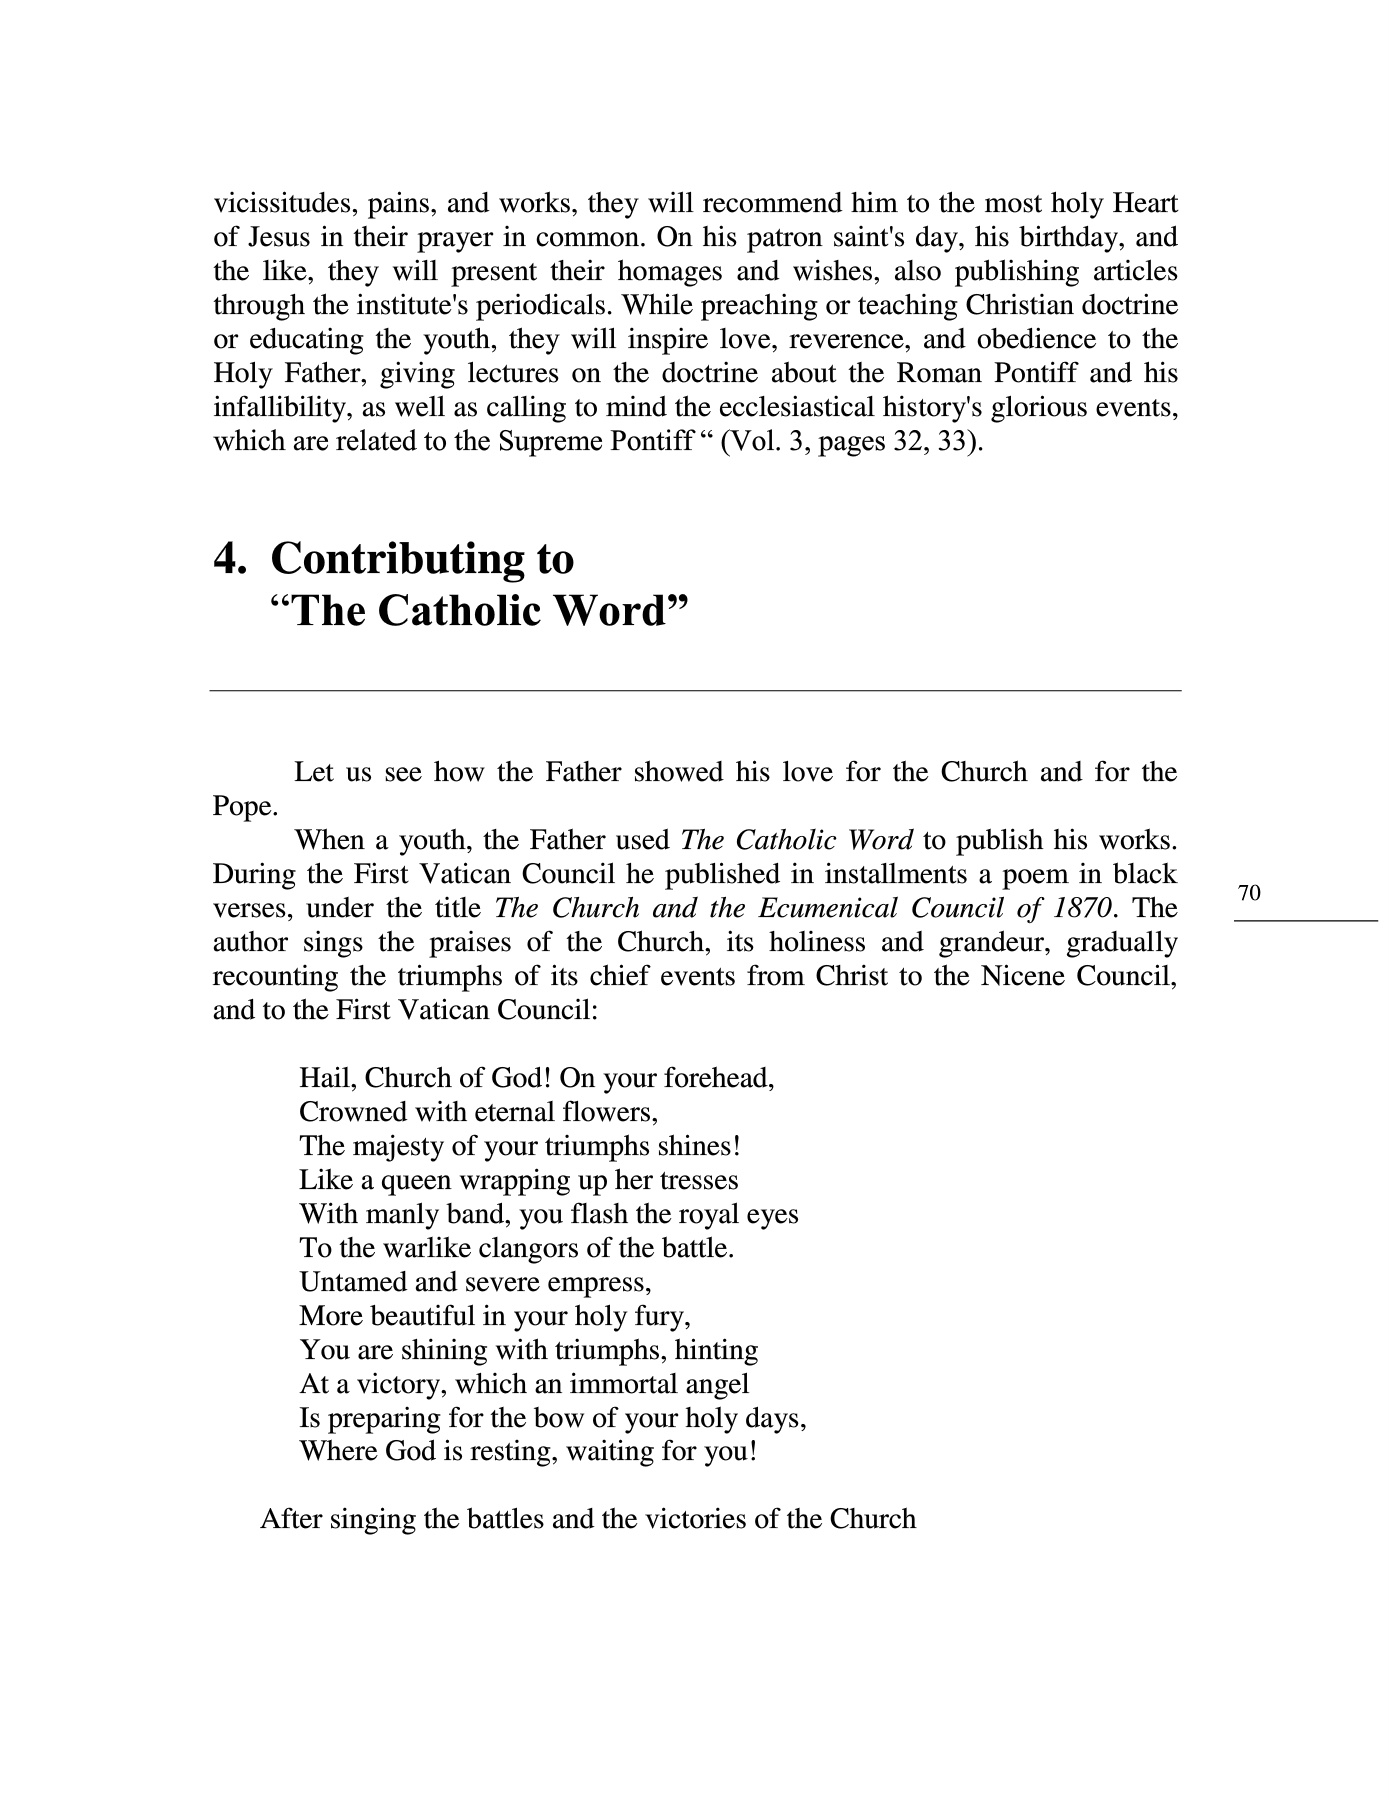 vicissitudes, pains, and works, they will recommend him to the most holy Heart
of Jesus in their prayer in common. On his patron saint's day, his birthday, and
the like, they will present their homages and wishes, also publishing articles
through the institute's periodicals. While preaching or teaching Christian doctrine
or educating the youth, they will inspire love, reverence, and obedience to the
Holy Father, giving lectures on the doctrine about the Roman Pontiff and his
infallibility, as well as calling to mind the ecclesiastical history's glorious events,
which are related to the Supreme Pontiff “ (Vol. 3, pages 32, 33).
4. Contributing to
“The Catholic Word”
Let us see how the Father showed his love for the Church and for the
Pope.
When a youth, the Father used The Catholic Word to publish his works.
During the First Vatican Council he published in installments a poem in black
verses, under the title The Church and the Ecumenical Council of 1870. The
author sings the praises of the Church, its holiness and grandeur, gradually
recounting the triumphs of its chief events from Christ to the Nicene Council,
and to the First Vatican Council:
70
Hail, Church of God! On your forehead,
Crowned with eternal flowers,
The majesty of your triumphs shines!
Like a queen wrapping up her tresses
With manly band, you flash the royal eyes
To the warlike clangors of the battle.
Untamed and severe empress,
More beautiful in your holy fury,
You are shining with triumphs, hinting
At a victory, which an immortal angel
Is preparing for the bow of your holy days,
Where God is resting, waiting for you!
After singing the battles and the victories of the Church